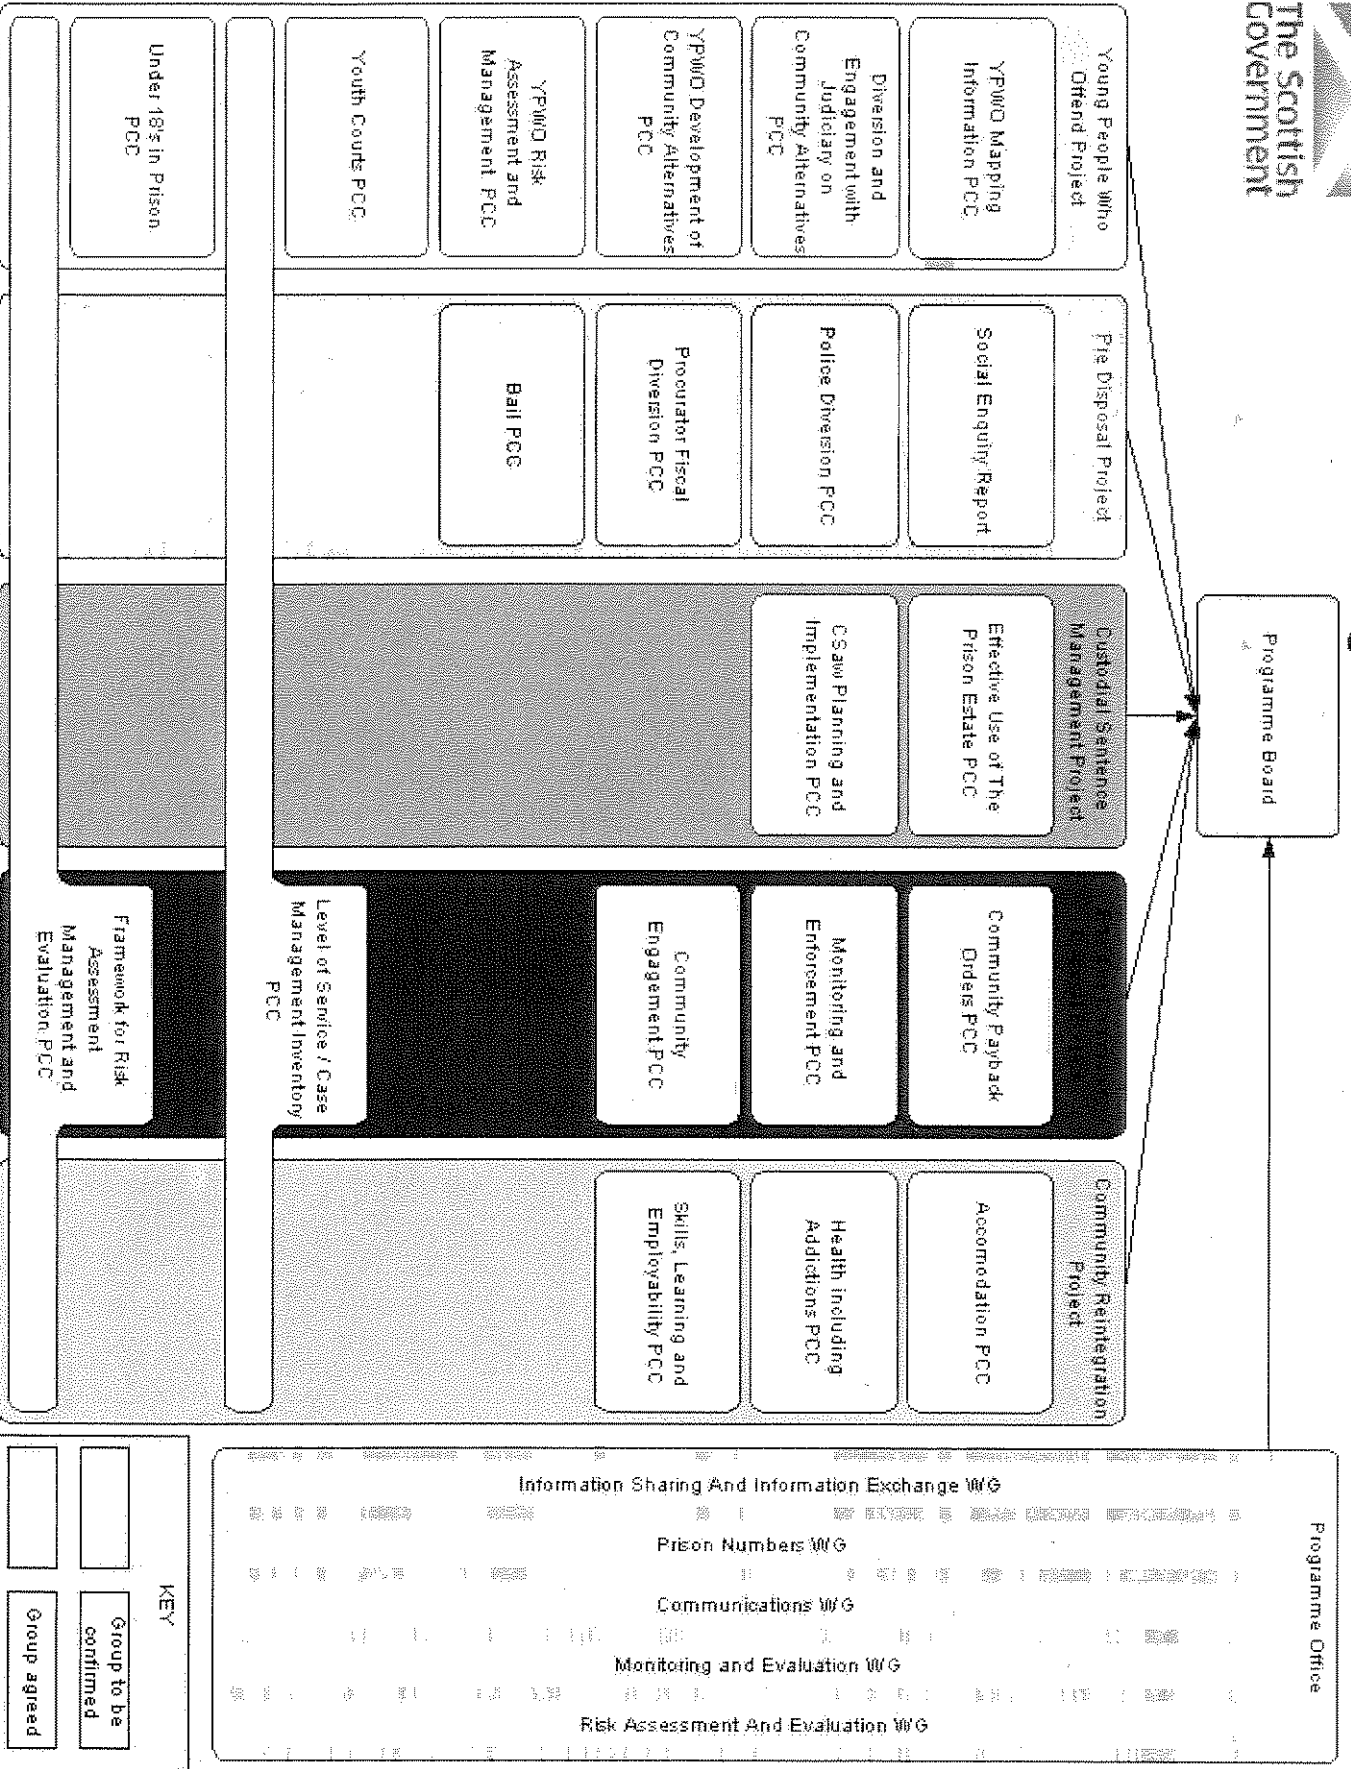 The Scottish
Government
Programme Board
Young People Who
Offend Project
YPWO Mapping
Information PCC
Diversion and
Engagement with
Judiciary on
Community Alternatives
PCC
YPWO Development of
Community Alternatives
PCC
YPWO Risk
Assessment and
Management PCC
Youth Courts PCC
Under 18's in Prison
PCC
Pre Disposal Project
Social Enquiry Report
Police Diversion PCC
Procurator Fiscal
Diversion PCC
Bail PCC
Custodial Sentence
Management Project
Effective Use of The
Prison Estate PCC
CSaw Planning and
Implementation PCC
Community Payback
Orders PCC
Monitoring and
Enforcement PCC
Community
Engagement PCC
Level of Service / Case
Management Inventory
PCC
Framework for Risk
Assessment
Management and
Evaluation PCC
Community Reintegration
Project
Accomodation PCC
Health including
Addictions PCC
Skills, Learning and
Employability PCC
Programme Office
Information Sharing And Information Exchange WG
Prison Numbers WG
Communications WG
Monitoring and Evaluation WG
Risk Assessment And Evaluation WG
KEY
Group to be
confirmed
Group agreed